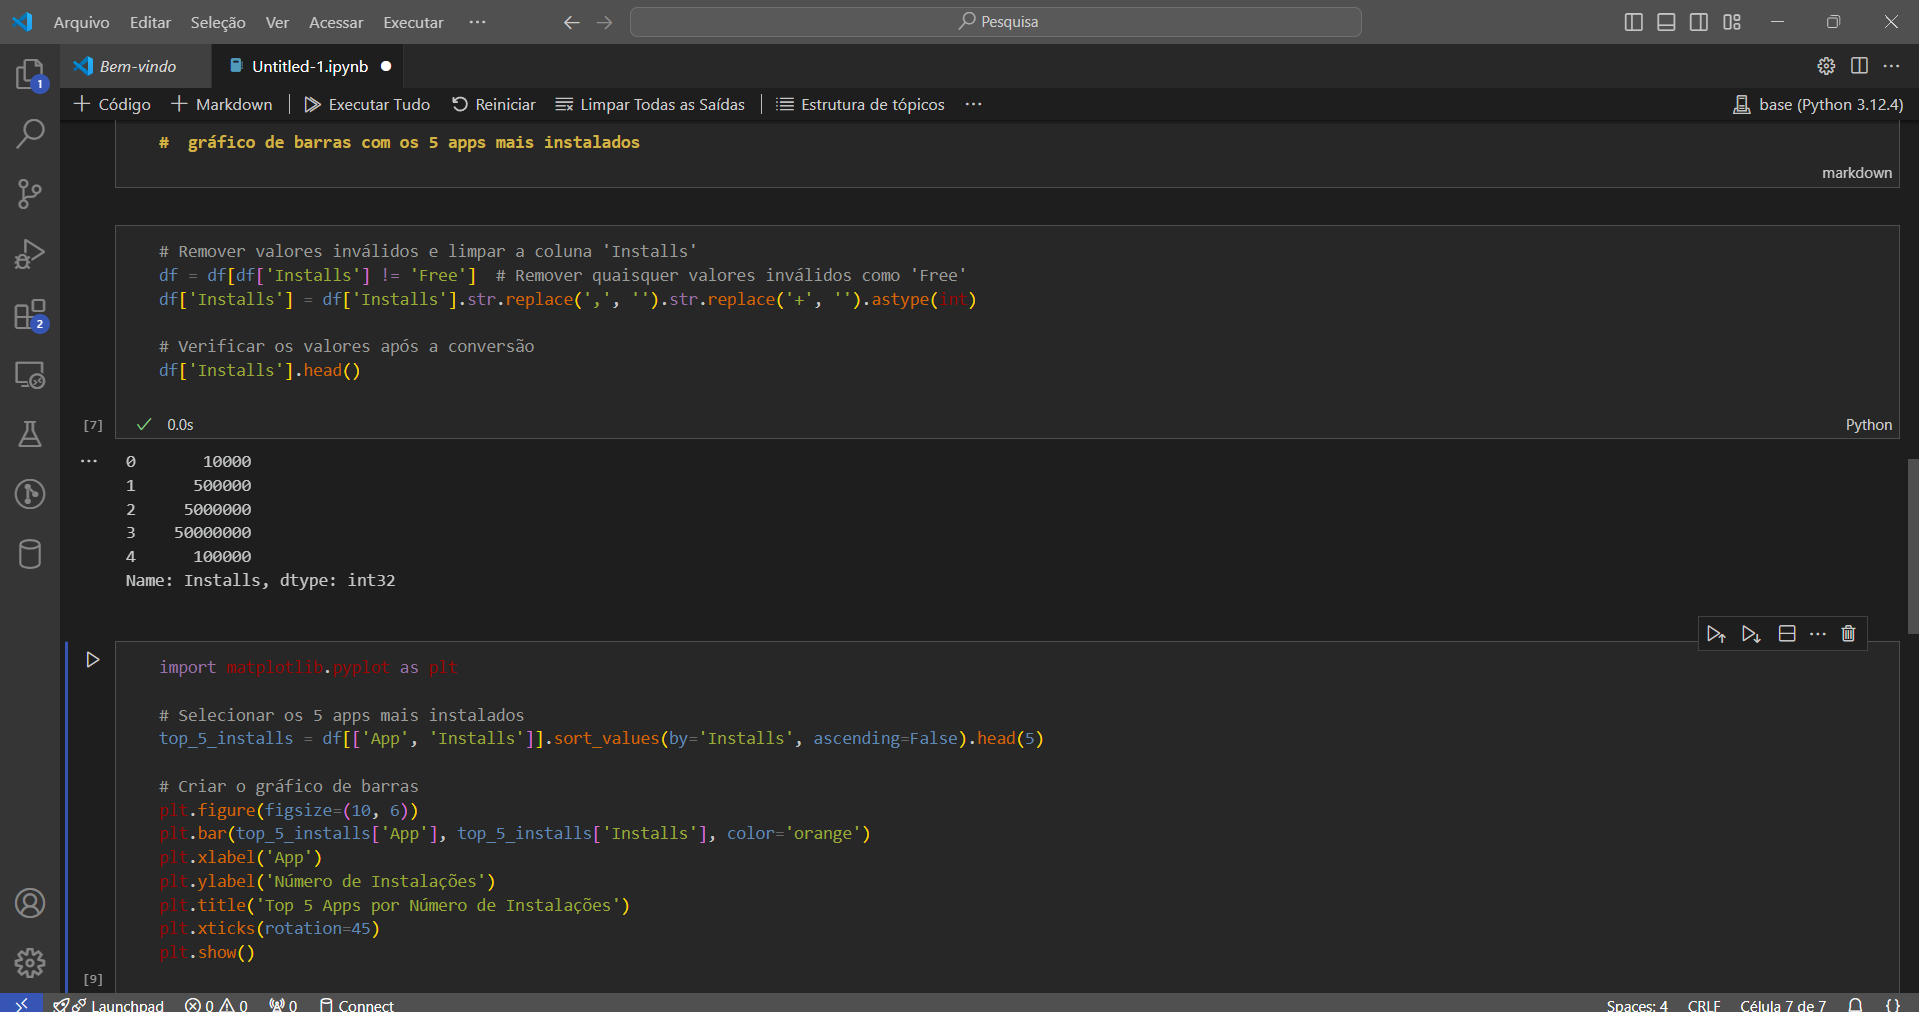 Arquivo Editar Seleção Ver Acessar Executar ··· Pesquisa
1
Bem-vindo Untitled-1.ipynb
Código Markdown Executar Tudo Reiniciar Limpar Todas as Saídas Estrutura de tópicos ··· base (Python 3.12.4)
# gráfico de barras com os 5 apps mais instalados
markdown
# Remover valores inválidos e limpar a coluna 'Installs'
df = df[df['Installs'] != 'Free']  # Remover quaisquer valores inválidos como 'Free'
df['Installs'] = df['Installs'].str.replace(',', '').str.replace('+', '').astype(int)
2
# Verificar os valores após a conversão
df['Installs'].head()
[7] 0.0s Python
0 10000
1 500000
2 5000000
3 50000000
4 100000
Name: Installs, dtype: int32
import matplotlib.pyplot as plt
# Selecionar os 5 apps mais instalados
top_5_installs = df[['App', 'Installs']].sort_values(by='Installs', ascending=False).head(5)
# Criar o gráfico de barras
plt.figure(figsize=(10, 6))
plt.bar(top_5_installs['App'], top_5_installs['Installs'], color='orange')
plt.xlabel('App')
plt.ylabel('Número de Instalações')
plt.title('Top 5 Apps por Número de Instalações')
plt.xticks(rotation=45)
plt.show()
[9]
Launchpad 0 0 0 Connect Spaces: 4 CRLF Célula 7 de 7 {}